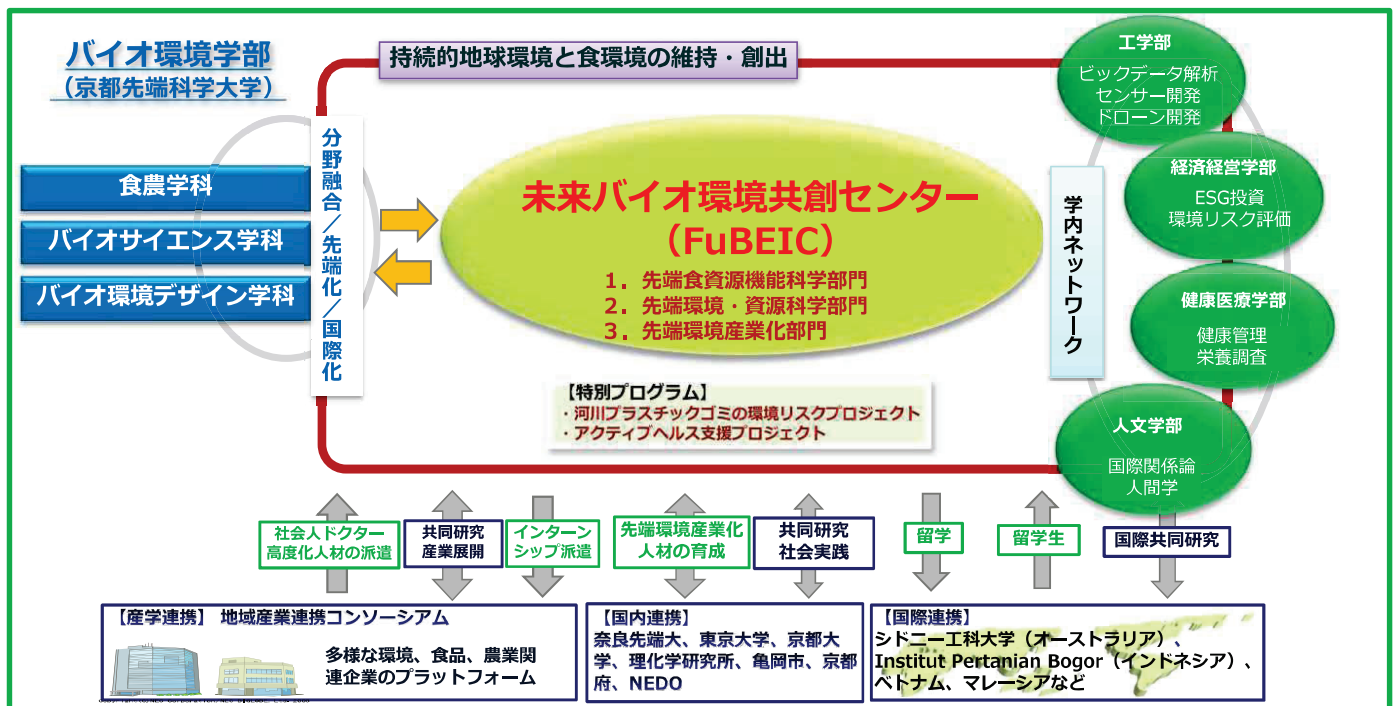 バイオ環境学部
（京都先端科学大学）
持続的地球環境と食環境の維持・創出
食農学科
バイオサイエンス学科
バイオ環境デザイン学科
分野融合／先端化／国際化
未来バイオ環境共創センター
（FuBEIC）
1．先端食資源機能科学部門
2．先端環境・資源科学部門
3．先端環境産業化部門
【特別プログラム】
・河川プラスチックゴミの環境リスクプロジェクト
・アクティブヘルス支援プロジェクト
学内ネットワーク
工学部
ビックデータ解析
センサー開発
ドローン開発
経済経営学部
ESG投資
環境リスク評価
健康医療学部
健康管理
栄養調査
人文学部
国際関係論
人間学
社会人ドクター
高度化人材の派遣
共同研究
産業展開
インターン
シップ派遣
先端環境産業化
人材の育成
共同研究
社会実践
留学
留学生
国際共同研究
【産学連携】 地域産業連携コンソーシアム
多様な環境、食品、農業関
連企業のプラットフォーム
【国内連携】
奈良先端大、東京大学、京都大
学、理化学研究所、亀岡市、京都
府、NEDO
【国際連携】
シドニー工科大学（オーストラリア）、
Institut Pertanian Bogor（インドネシア）、
ベトナム、マレーシアなど